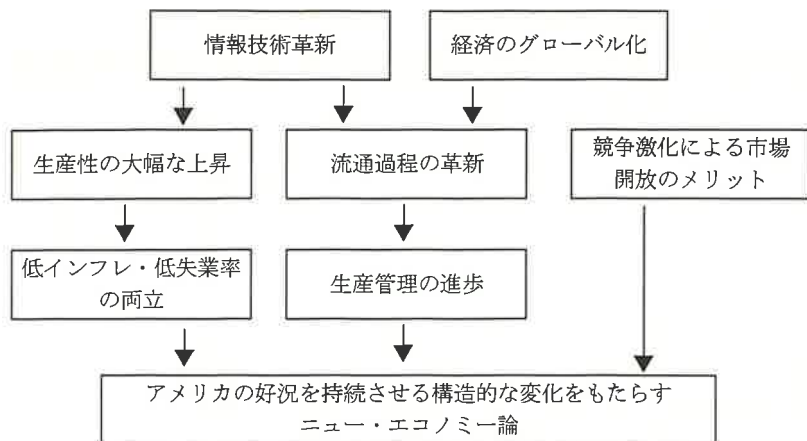 情報技術革新
経済のグローバル化
生産性の大幅な上昇
流通過程の革新
競争激化による市場
開放のメリット
低インフレ・低失業率
の両立
生産管理の進歩
アメリカの好況を持続させる構造的な変化をもたらす
ニュー・エコノミー論